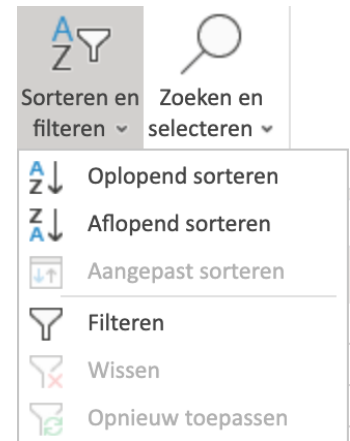 Sorteren en
filteren
Zoeken en
selecteren
Oplopend sorteren
Aflopend sorteren
Aangepast sorteren
Filteren
Wissen
Opnieuw toepassen